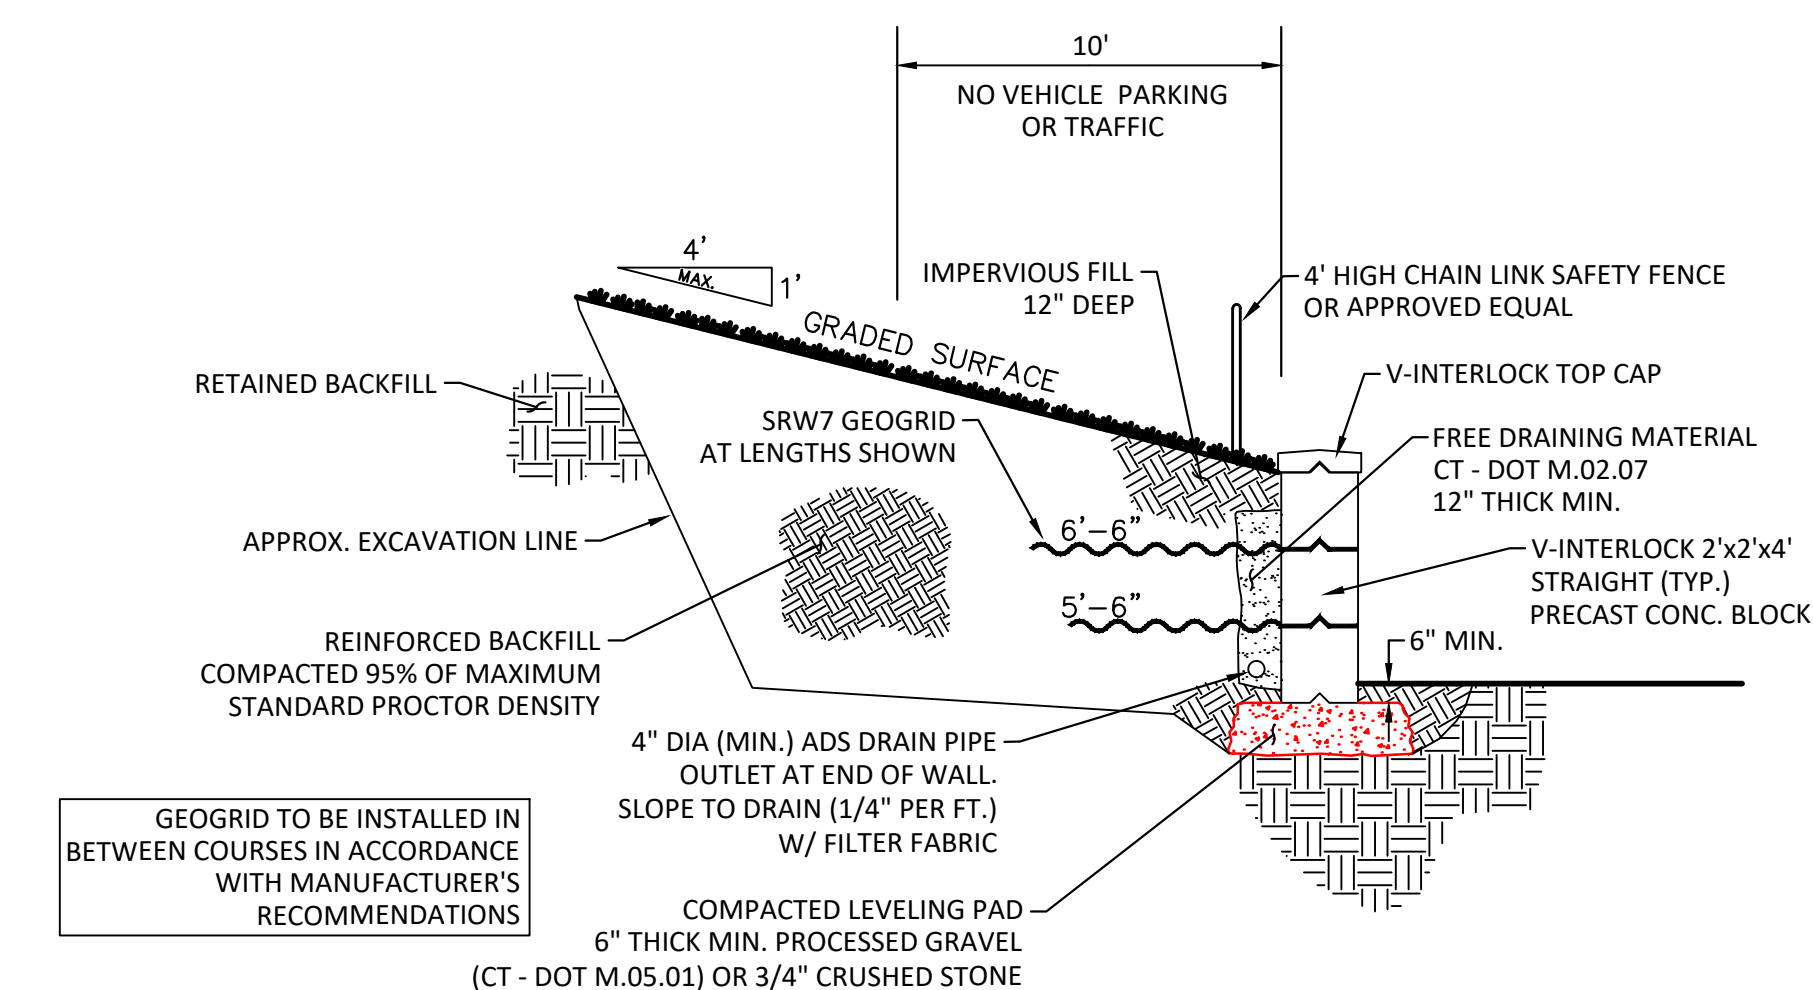 10'
NO VEHICLE PARKING
OR TRAFFIC
4'
MAX.
1'
IMPERVIOUS FILL
12" DEEP
4' HIGH CHAIN LINK SAFETY FENCE
OR APPROVED EQUAL
GRADED SURFACE
RETAINED BACKFILL
V-INTERLOCK TOP CAP
SRW7 GEOGRID
AT LENGTHS SHOWN
FREE DRAINING MATERIAL
CT - DOT M.02.07
12" THICK MIN.
6'-6"
APPROX. EXCAVATION LINE
V-INTERLOCK 2'x2'x4'
STRAIGHT (TYP.)
PRECAST CONC. BLOCK
5'-6"
REINFORCED BACKFILL
COMPACTED 95% OF MAXIMUM
STANDARD PROCTOR DENSITY
6" MIN.
4" DIA (MIN.) ADS DRAIN PIPE
OUTLET AT END OF WALL.
SLOPE TO DRAIN (1/4" PER FT.)
W/ FILTER FABRIC
GEOGRID TO BE INSTALLED IN
BETWEEN COURSES IN ACCORDANCE
WITH MANUFACTURER'S
RECOMMENDATIONS
COMPACTED LEVELING PAD
6" THICK MIN. PROCESSED GRAVEL
(CT - DOT M.05.01) OR 3/4" CRUSHED STONE